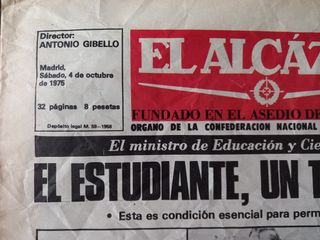 Director:
ANTONIO GIBELLO
Madrid,
Sábado, 4 de octubre
de 1975
32 páginas 8 pesetas
Depósito legal M. 59-1958
EL ALCÁZ
FUNDADO EN EL ASEDIO DE
ORGANO DE LA CONFEDERACION NACIONAL
El ministro de Educación y Cie
EL ESTUDIANTE, UN T
• Esta es condición esencial para perm